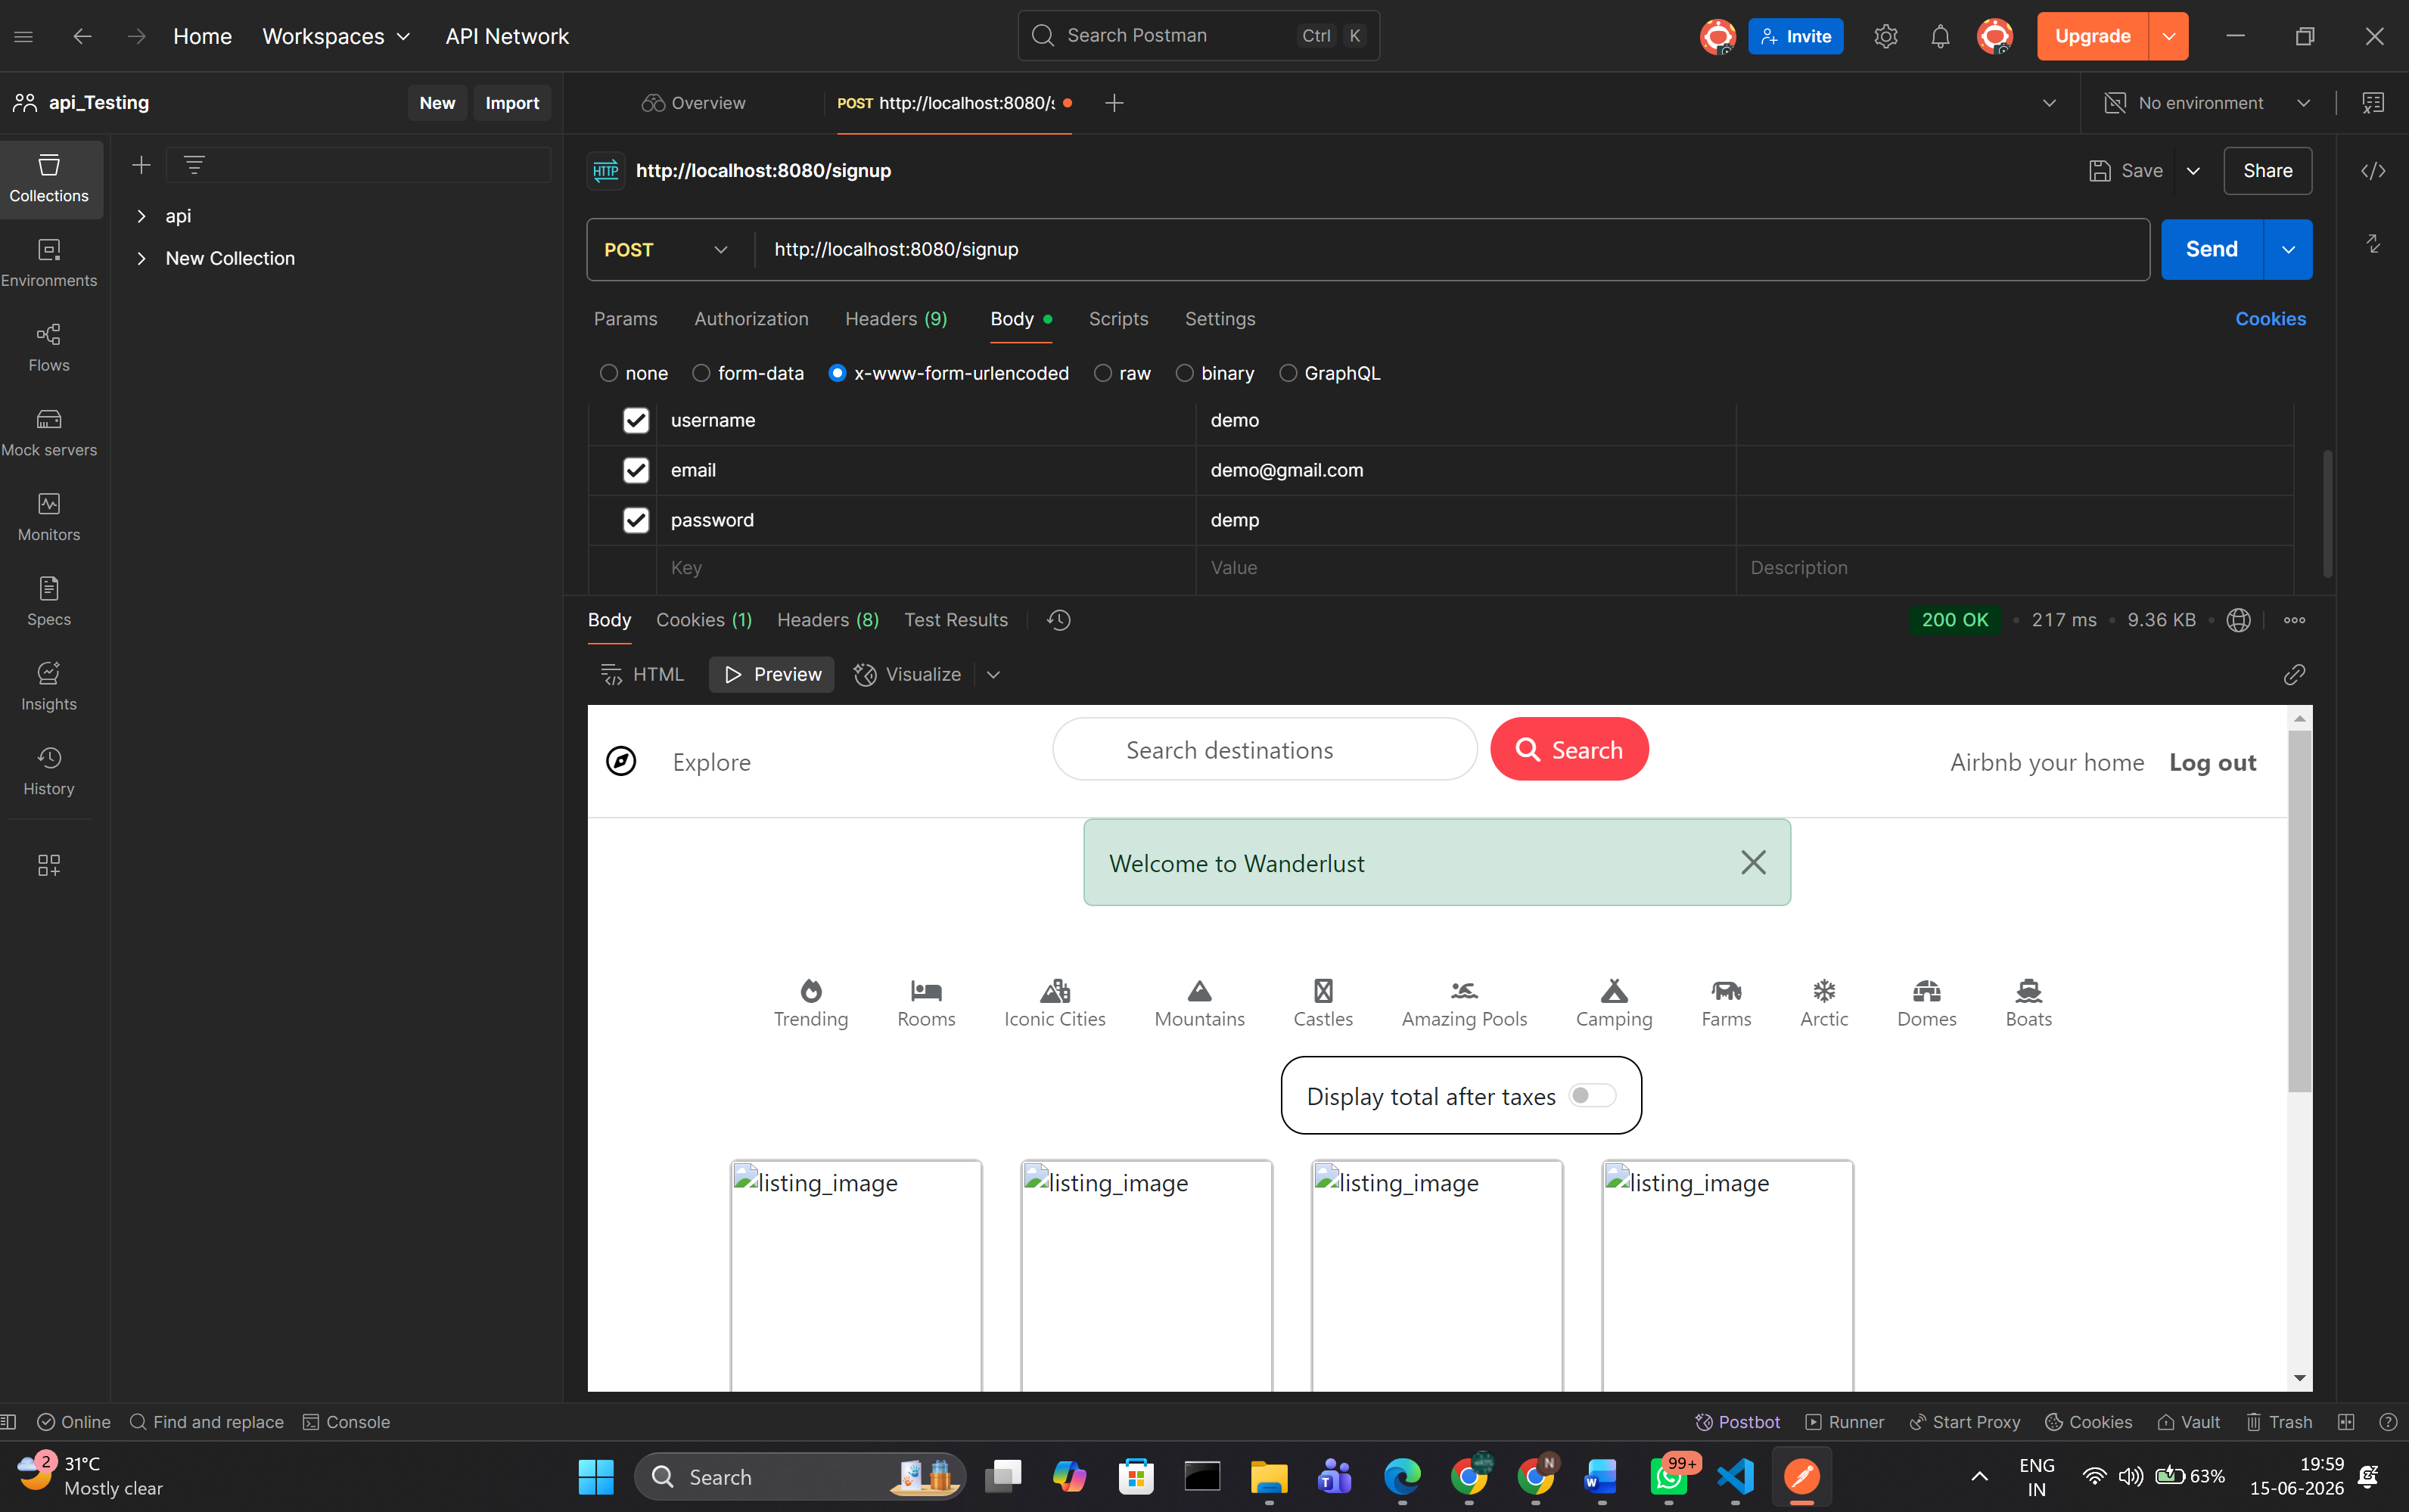 Home Workspaces API Network
Search Postman Ctrl K
Invite
Upgrade
api_Testing New Import
Overview
POST http://localhost:8080/s
No environment
Collections
Environments
Flows
Mock servers
Monitors
Specs
Insights
History
api
New Collection
HTTP http://localhost:8080/signup
Save Share
POST http://localhost:8080/signup Send
Params Authorization Headers (9) Body Scripts Settings Cookies
none form-data x-www-form-urlencoded raw binary GraphQL
username demo
email demo@gmail.com
password demp
Key Value Description
Body Cookies (1) Headers (8) Test Results 200 OK 217 ms 9.36 KB
HTML Preview Visualize
Explore Search destinations Search Airbnb your home Log out
Welcome to Wanderlust
Trending Rooms Iconic Cities Mountains Castles Amazing Pools Camping Farms Arctic Domes Boats
Display total after taxes
listing_image listing_image listing_image listing_image
Online Find and replace Console Postbot Runner Start Proxy Cookies Vault Trash
2
31°C
Mostly clear
Search
N
99+
ENG
IN
63%
19:59
15-06-2026